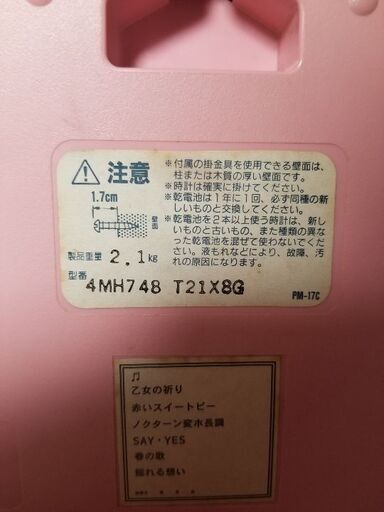 注意
1.7cm
壁面
製品重量 2.1kg
型番
4MH748 T21X8G
※付属の掛金具を使用できる壁面は、
柱または木質の厚い壁面です。
※時計は確実に掛けてください。
※乾電池は1年に1回、必ず同種の新
しいものと交換してください。
※乾電池を2本以上使う時計は、新し
いものと古いもの、また種類の異な
った乾電池を混ぜて使わないでくだ
さい。液もれなどにより、故障、汚
れの原因になります。
PM-17C
♫
乙女の祈り
赤いスイートピー
ノクターン変ホ長調
SAY・YES
春の歌
揺れる想い